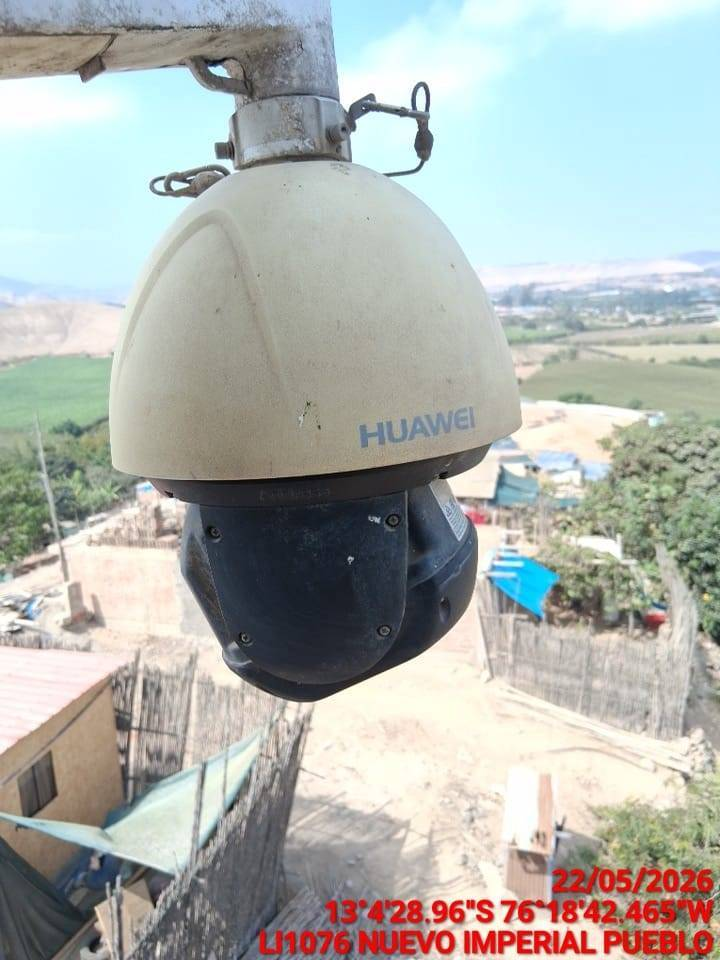 HUAWEI
22/05/2026
13°4'28.96"S 76°18'42.465"W
LI1076 NUEVO IMPERIAL PUEBLO